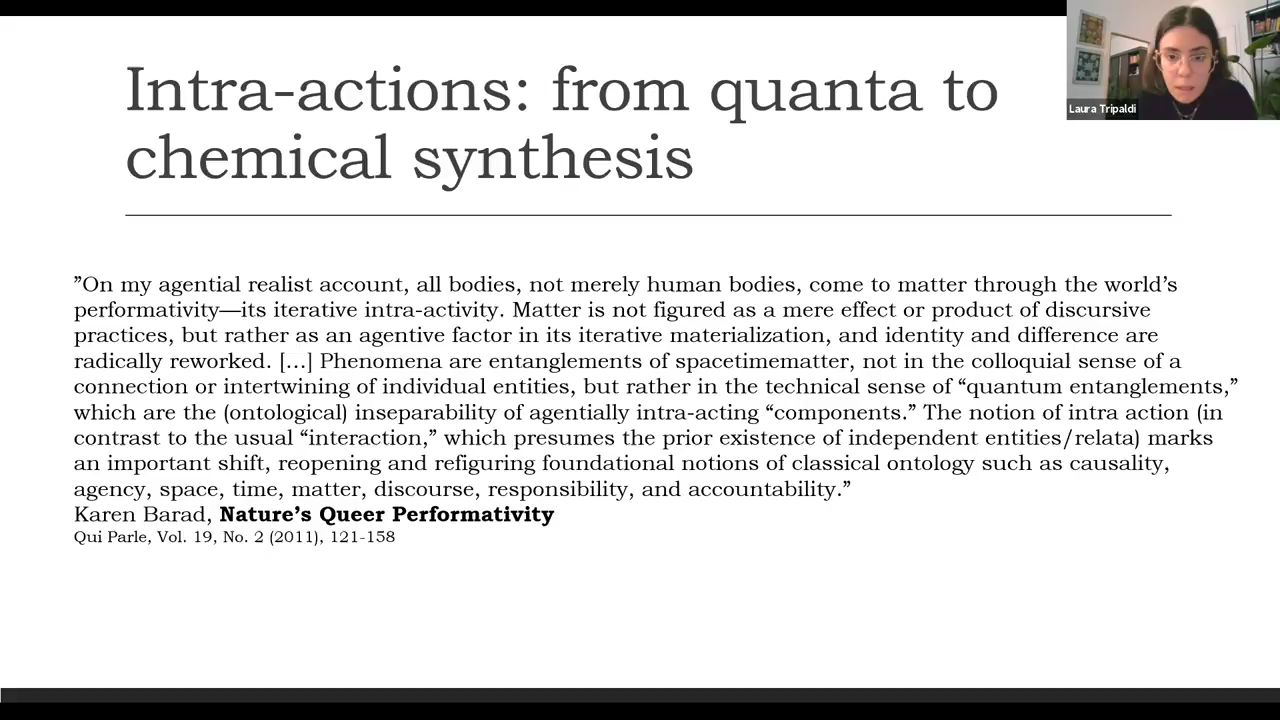 Intra-actions: from quanta to
chemical synthesis
Laura Tripaldi
”On my agential realist account, all bodies, not merely human bodies, come to matter through the world’s
performativity—its iterative intra-activity. Matter is not figured as a mere effect or product of discursive
practices, but rather as an agentive factor in its iterative materialization, and identity and difference are
radically reworked. […] Phenomena are entanglements of spacetimematter, not in the colloquial sense of a
connection or intertwining of individual entities, but rather in the technical sense of “quantum entanglements,”
which are the (ontological) inseparability of agentially intra-acting “components.” The notion of intra action (in
contrast to the usual “interaction,” which presumes the prior existence of independent entities/relata) marks
an important shift, reopening and refiguring foundational notions of classical ontology such as causality,
agency, space, time, matter, discourse, responsibility, and accountability.”
Karen Barad, Nature’s Queer Performativity
Qui Parle, Vol. 19, No. 2 (2011), 121-158